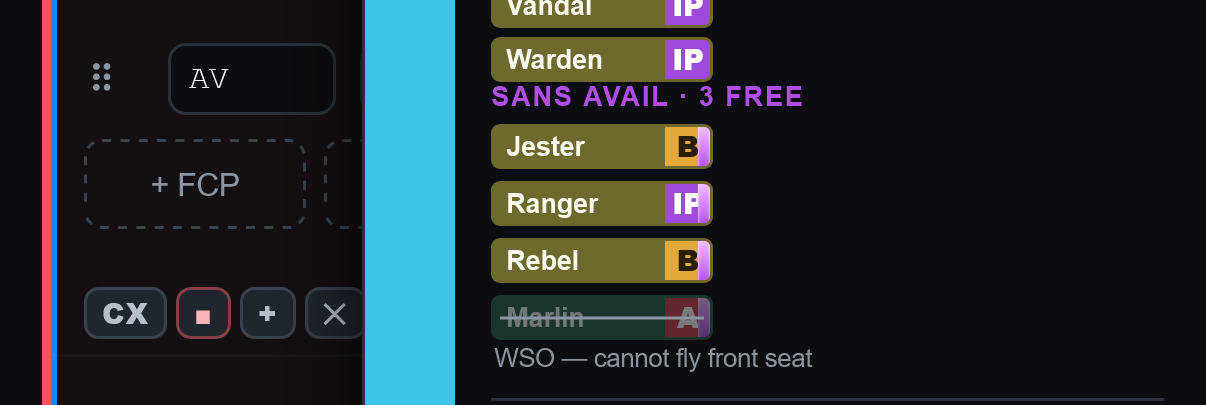 AV
+ FCP
CX + ×
Vandal IP
Warden IP
SANS AVAIL · 3 FREE
Jester B
Ranger IP
Rebel B
Marlin A
WSO — cannot fly front seat